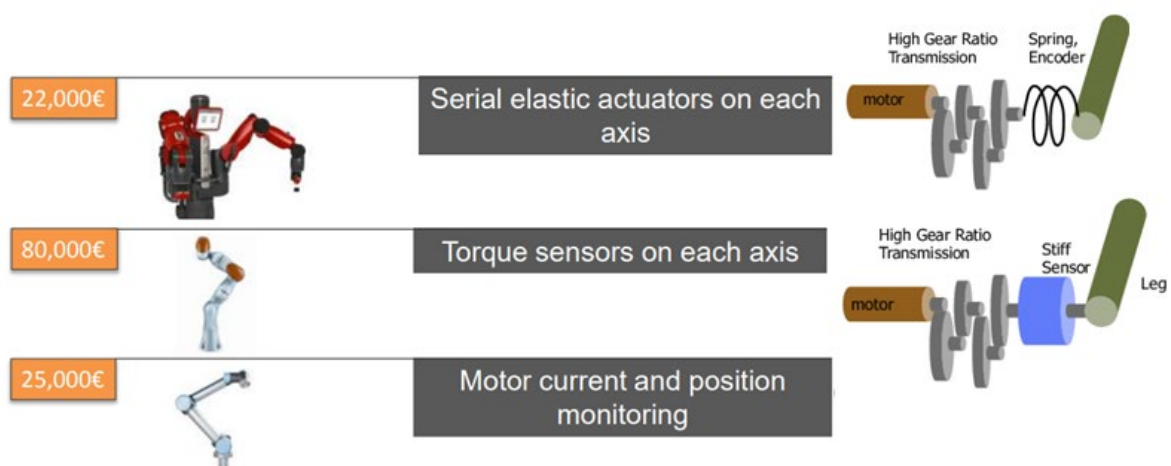 22,000€
Serial elastic actuators on each
axis
High Gear Ratio
Transmission
Spring,
Encoder
motor
80,000€
Torque sensors on each axis
High Gear Ratio
Transmission
Stiff
Sensor
Leg
motor
25,000€
Motor current and position
monitoring